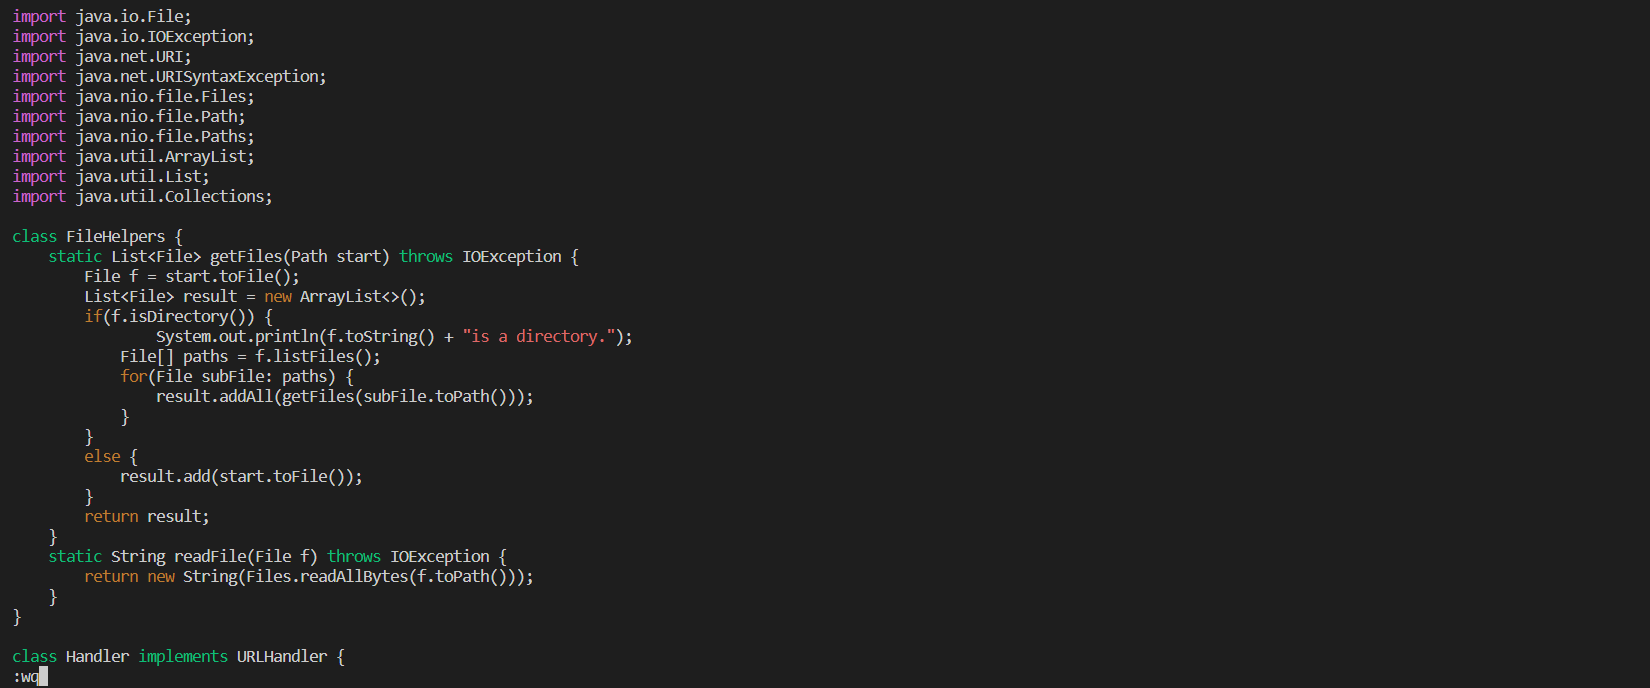 import java.io.File;
import java.io.IOException;
import java.net.URI;
import java.net.URISyntaxException;
import java.nio.file.Files;
import java.nio.file.Path;
import java.nio.file.Paths;
import java.util.ArrayList;
import java.util.List;
import java.util.Collections;

class FileHelpers {
    static List<File> getFiles(Path start) throws IOException {
        File f = start.toFile();
        List<File> result = new ArrayList<>();
        if(f.isDirectory()) {
                System.out.println(f.toString() + "is a directory.");
            File[] paths = f.listFiles();
            for(File subFile: paths) {
                result.addAll(getFiles(subFile.toPath()));
            }
        }
        else {
            result.add(start.toFile());
        }
        return result;
    }
    static String readFile(File f) throws IOException {
        return new String(Files.readAllBytes(f.toPath()));
    }
}

class Handler implements URLHandler {
:wq